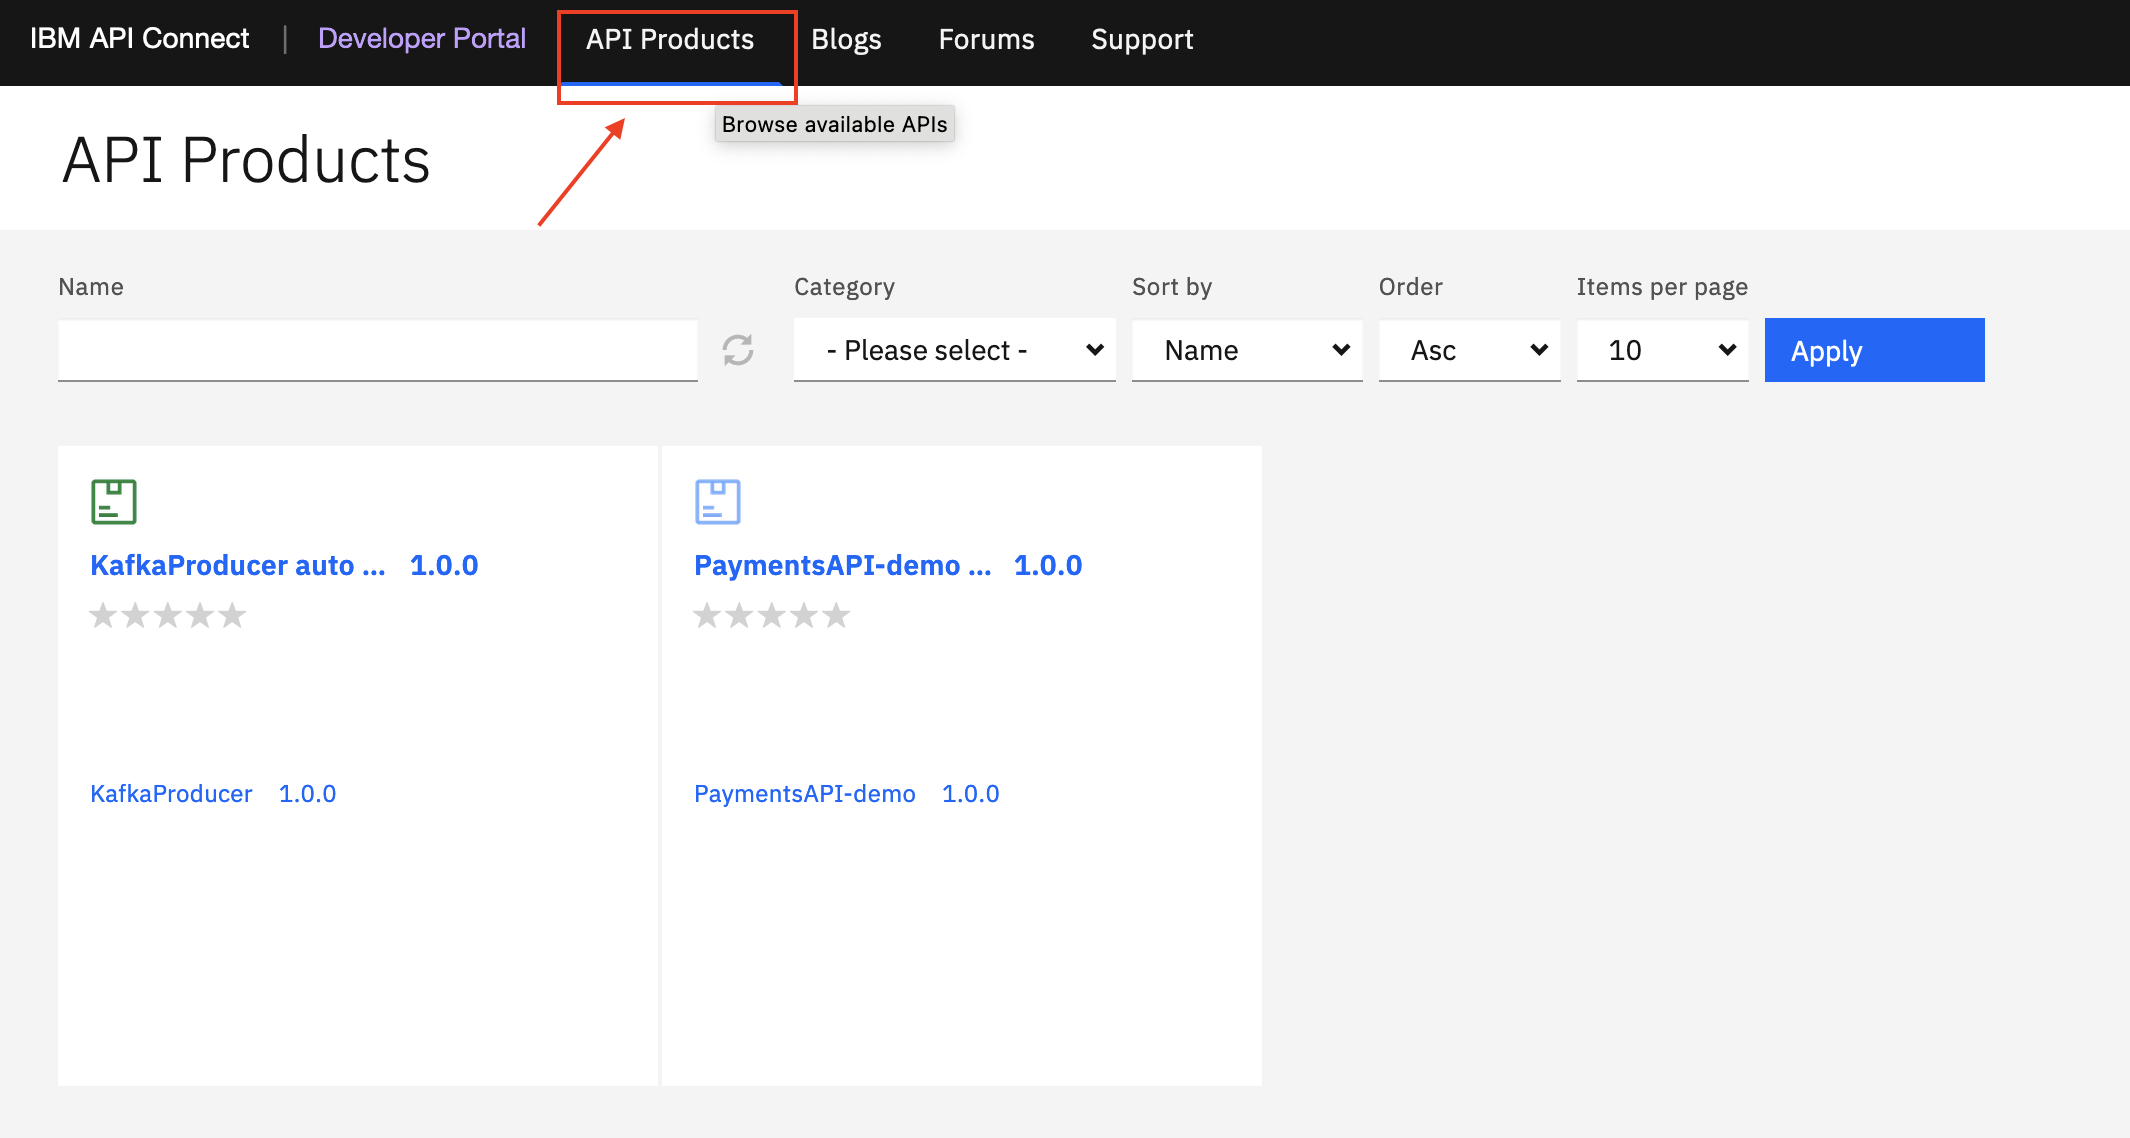 IBM API Connect | Developer Portal API Products Blogs Forums Support
Browse available APIs
API Products
Name Category Sort by Order Items per page
- Please select - Name Asc 10 Apply
KafkaProducer auto ... 1.0.0
KafkaProducer 1.0.0
PaymentsAPI-demo ... 1.0.0
PaymentsAPI-demo 1.0.0